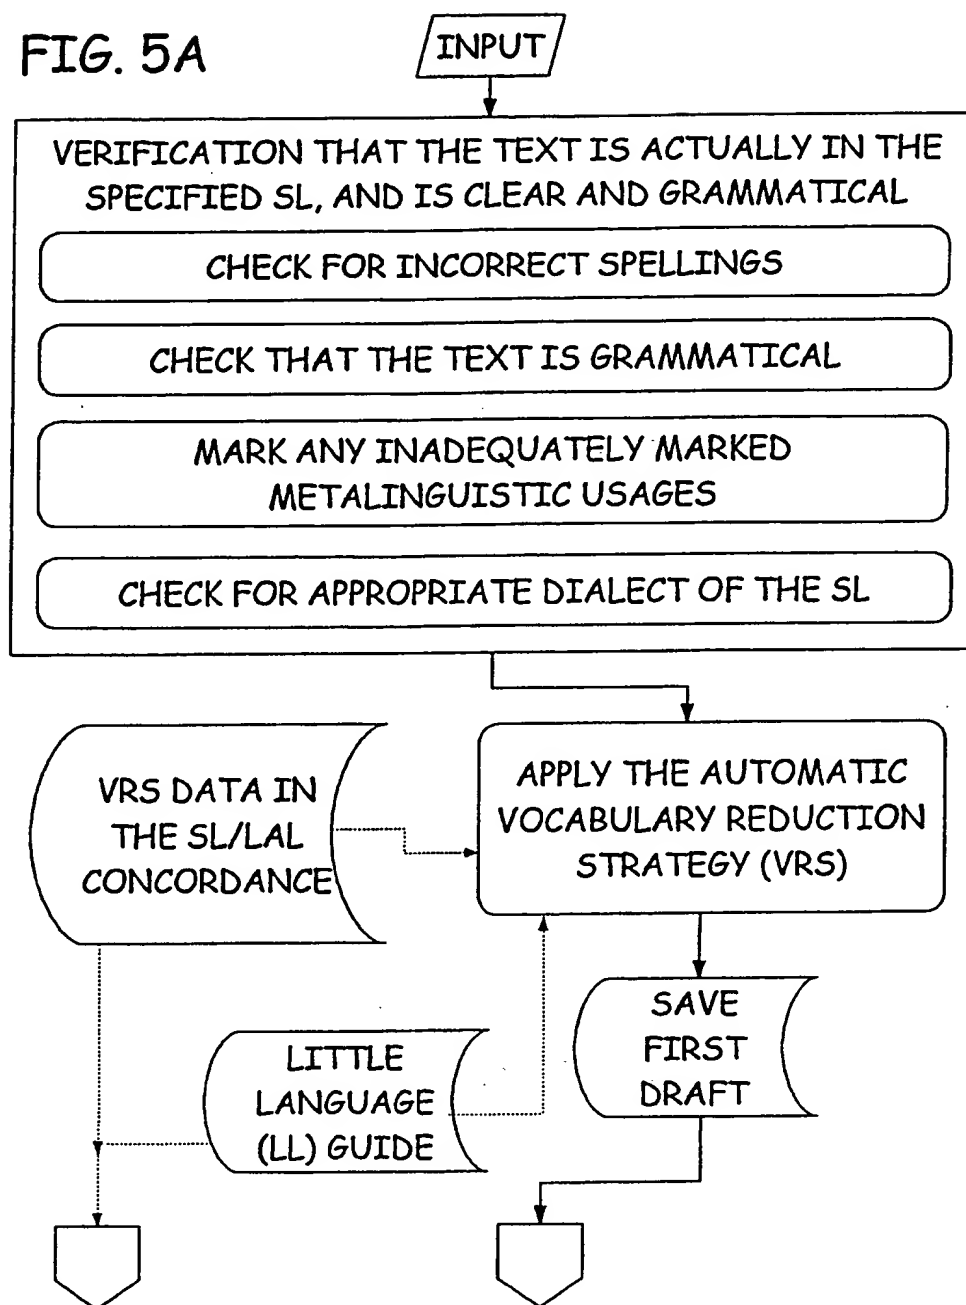 FIG. 5A
INPUT
VERIFICATION THAT THE TEXT IS ACTUALLY IN THE
SPECIFIED SL, AND IS CLEAR AND GRAMMATICAL
CHECK FOR INCORRECT SPELLINGS
CHECK THAT THE TEXT IS GRAMMATICAL
MARK ANY INADEQUATELY MARKED
METALINGUISTIC USAGES
CHECK FOR APPROPRIATE DIALECT OF THE SL
VRS DATA IN
THE SL/LAL
CONCORDANCE
APPLY THE AUTOMATIC
VOCABULARY REDUCTION
STRATEGY (VRS)
LITTLE
LANGUAGE
(LL) GUIDE
SAVE
FIRST
DRAFT